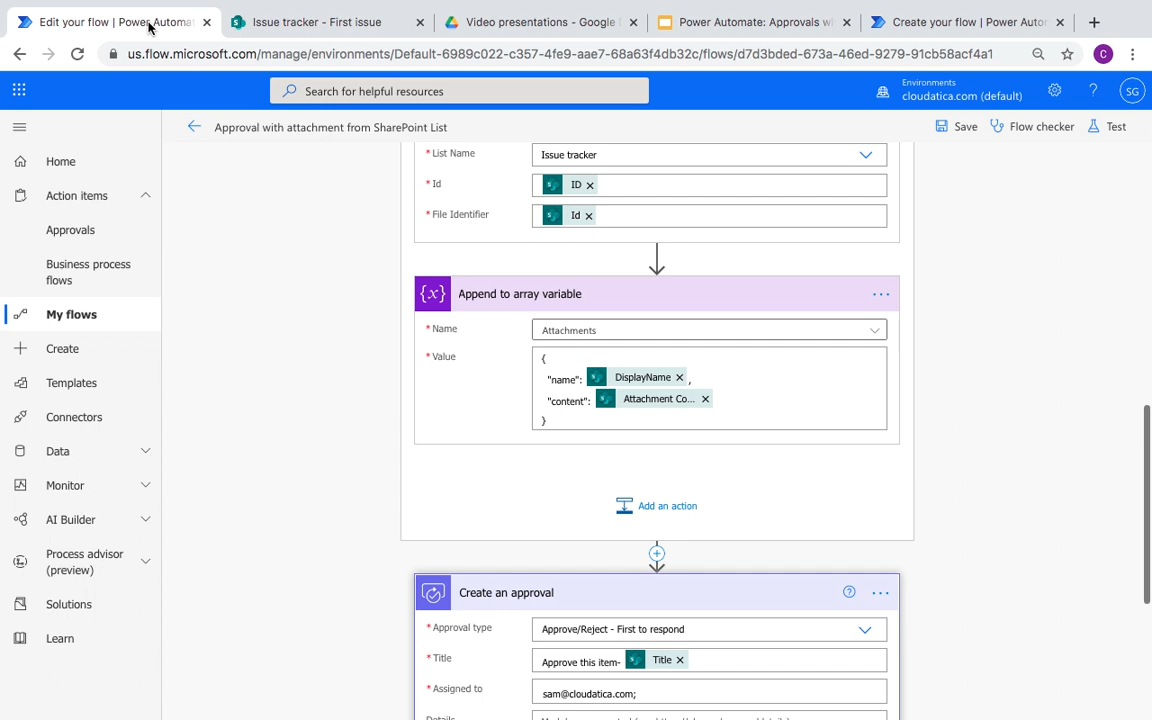 Edit your flow | Power Automat
Issue tracker - First issue
Video presentations - Google
Power Automate: Approvals wi
Create your flow | Power Auto
us.flow.microsoft.com/manage/environments/Default-6989c022-c357-4fe9-aae7-68a63f4db32c/flows/d7d3bded-673a-46ed-9279-91cb58acf4a1
C
Search for helpful resources
Environments
cloudatica.com (default)
?
SG
Approval with attachment from SharePoint List
Save
Flow checker
Test
Home
Action items
Approvals
Business process
flows
My flows
Create
Templates
Connectors
Data
Monitor
AI Builder
Process advisor
(preview)
Solutions
Learn
* List Name
Issue tracker
* Id
ID
* File Identifier
Id
Append to array variable
* Name
Attachments
* Value
{
"name": DisplayName ,
"content": Attachment Co...
}
Add an action
Create an approval
* Approval type
Approve/Reject - First to respond
* Title
Approve this item- Title
* Assigned to
sam@cloudatica.com;
Details